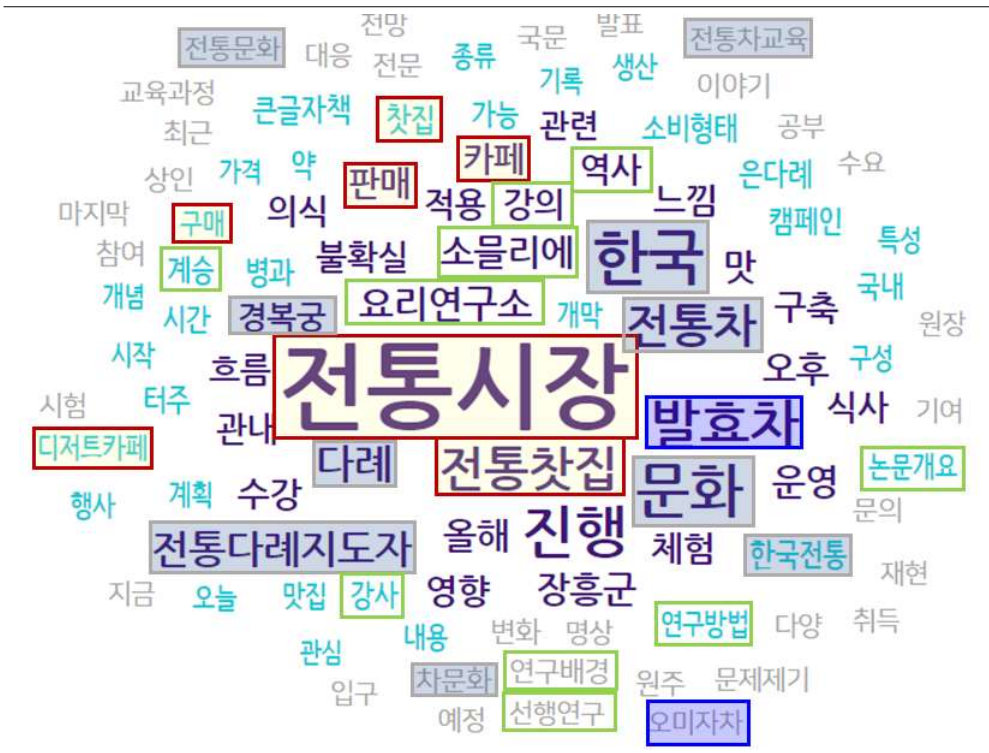 전망 국문 발표
전통문화 대응 전문 종류 전통차교육
기록 생산 이야기
교육과정 큰글자책 찻집 가능 관련 소비형태 공부
최근 카페
상인 가격 약 판매 역사 은다례 수요
마지막 구매 의식 적용 강의 느낌 캠페인
참여 계승 병과 불확실 소믈리에 한국 맛 특성
개념 시간 경복궁 요리연구소 개막 전통차 구축 국내 원장
시작 흐름 전통시장 오후 구성
시험 터주 관내 발효차 식사 기여
디저트카페 다례 전통찻집 문화 운영 논문개요
행사 계획 수강 문의
전통다례지도자 올해 진행 체험 한국전통 재현
지금 오늘 맛집 강사 영향 장흥군
관심 내용 변화 명상 연구방법 다양 취득
입구 차문화 연구배경 원주 문제제기
예정 선행연구 오미자차